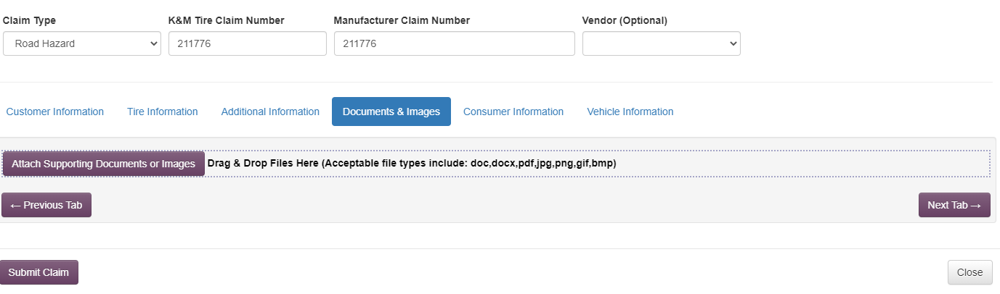 Claim Type K&M Tire Claim Number Manufacturer Claim Number Vendor (Optional)
Road Hazard 211776 211776
Customer Information Tire Information Additional Information Documents & Images Consumer Information Vehicle Information
Attach Supporting Documents or Images Drag & Drop Files Here (Acceptable file types include: doc,docx,pdf,jpg,png,gif,bmp)
← Previous Tab Next Tab →
Submit Claim Close